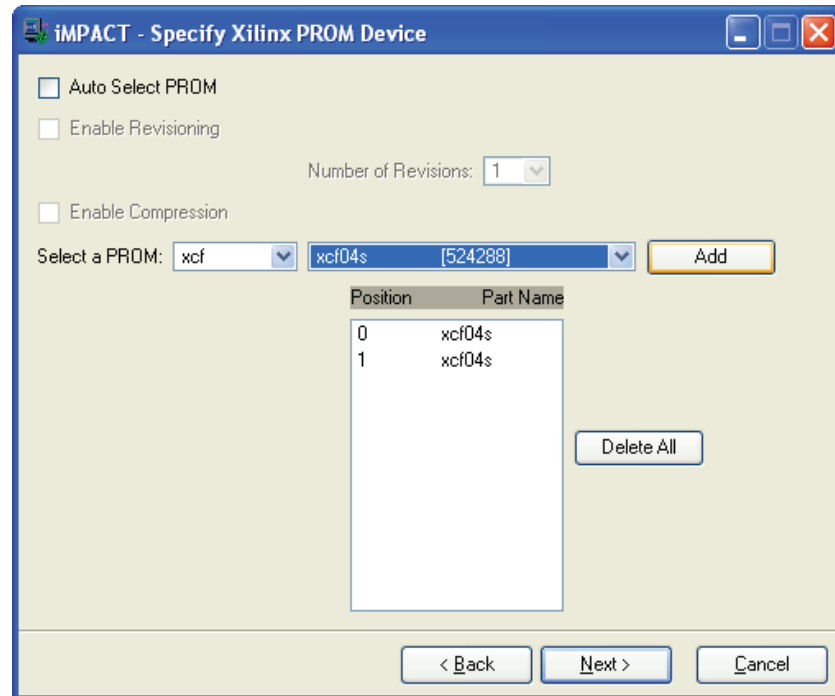 iMPACT - Specify Xilinx PROM Device
Auto Select PROM
Enable Revisioning
Number of Revisions: 1
Enable Compression
Select a PROM: xcf xcf04s [524288] Add
Position Part Name
0 xcf04s
1 xcf04s
Delete All
< Back Next > Cancel